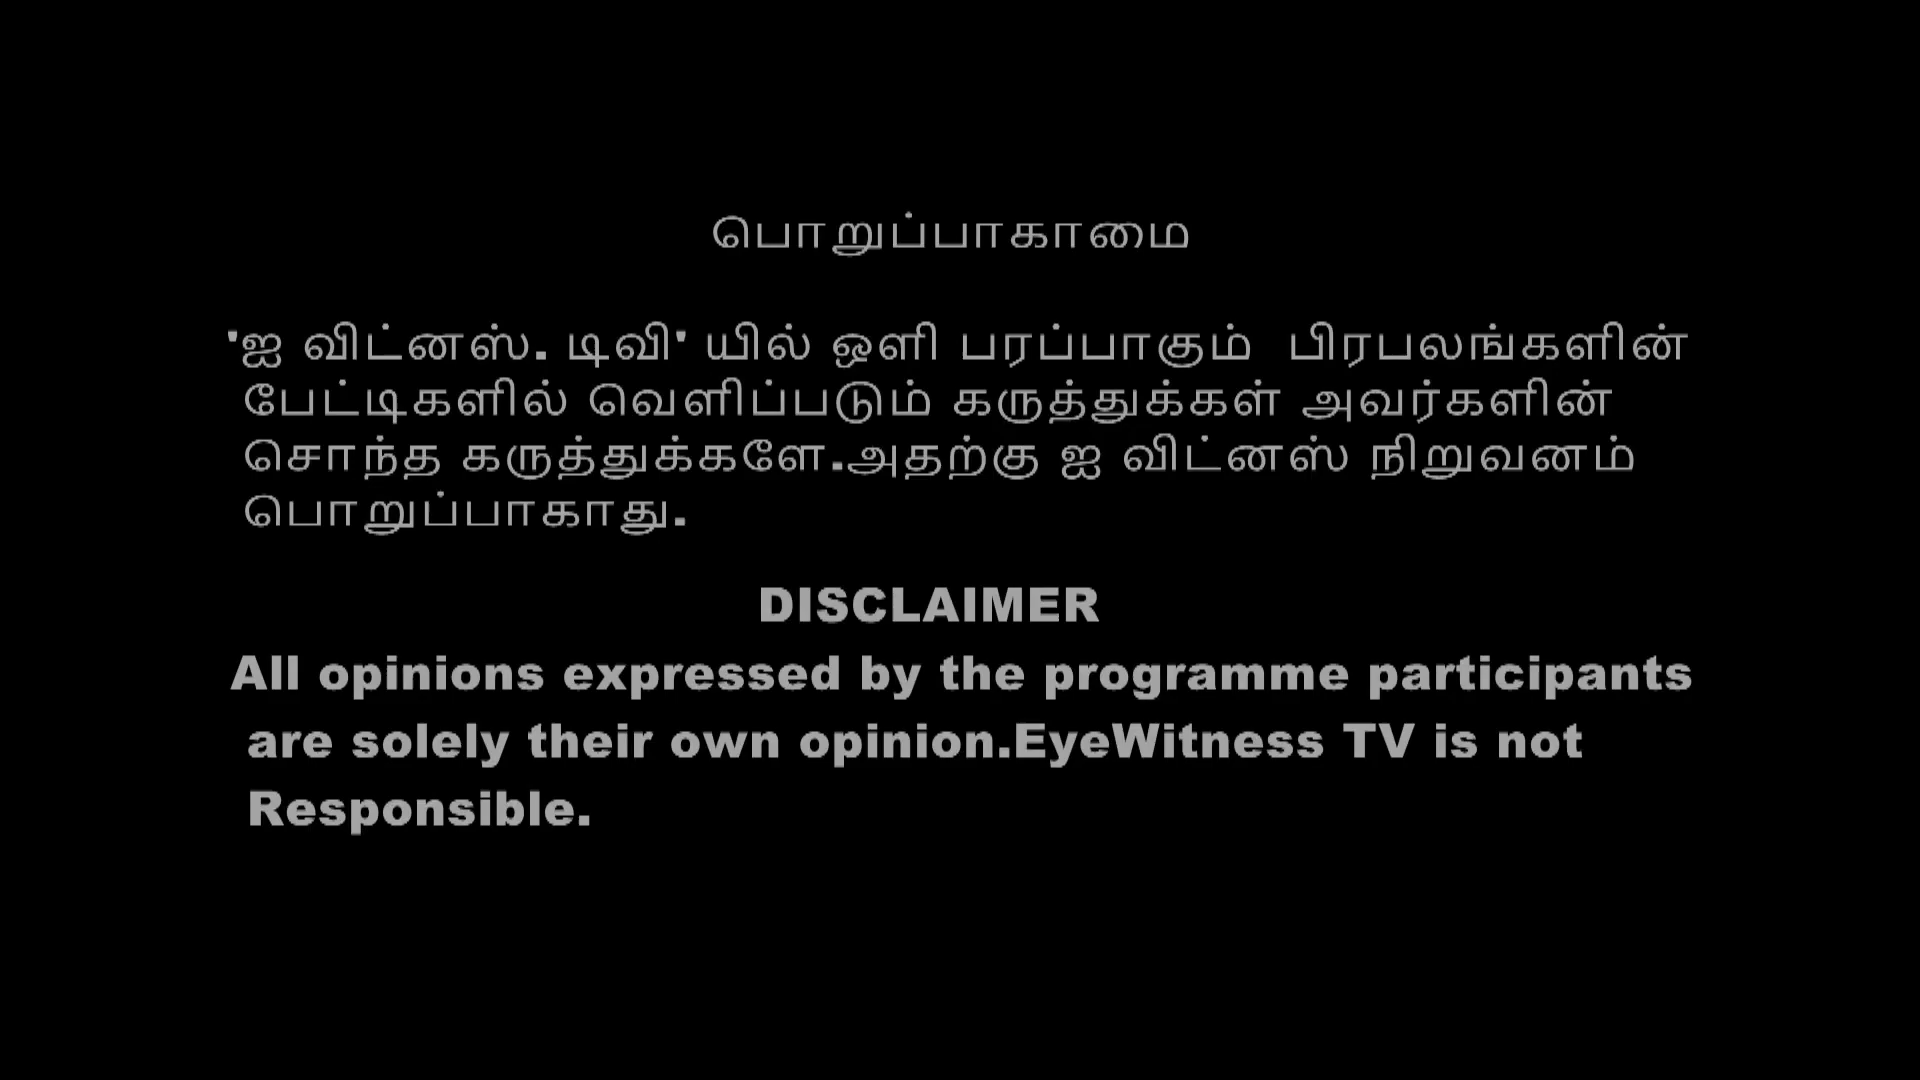 பொறுப்பாகாமை
'ஐ விட்னஸ். டிவி' யில் ஒளி பரப்பாகும் பிரபலங்களின்
பேட்டிகளில் வெளிப்படும் கருத்துக்கள் அவர்களின்
சொந்த கருத்துக்களே.அதற்கு ஐ விட்னஸ் நிறுவனம்
பொறுப்பாகாது.
DISCLAIMER
All opinions expressed by the programme participants
are solely their own opinion.EyeWitness TV is not
Responsible.